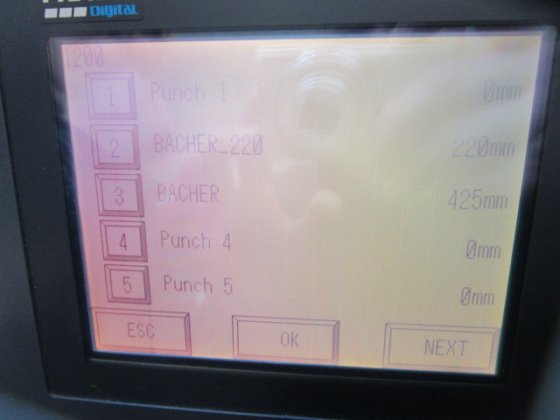 Digital
1200
1 Punch 1 0mm
2 BACHER_220 220mm
3 BACHER 425mm
4 Punch 4 0mm
5 Punch 5 0mm
ESC OK NEXT